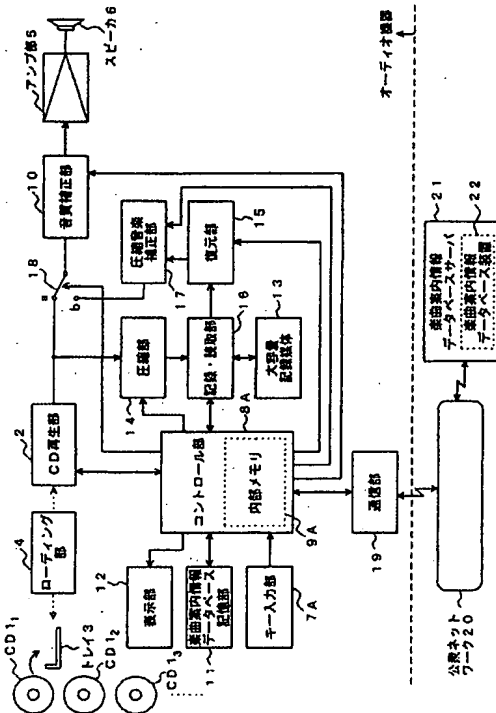 CD1₁
トレイ3
CD1₂
CD1₃
4
ローディング
部
2
CD再生部
18
a
b
10
音質補正部
アンプ部5
スピーカ6
14
圧縮部
圧縮音楽
補正部
17
復元部
15
記録・読取部
16
大容量
記録媒体
13
8A
コントロール部
内部メモリ
9A
12
表示部
楽曲案内情報
データベース
記憶部
11
キー入力部
7A
通信部
19
オーディオ機器
公衆ネット
ワーク20
21
楽曲案内情報
データベースサーバ
22
楽曲案内情報
データベース装置